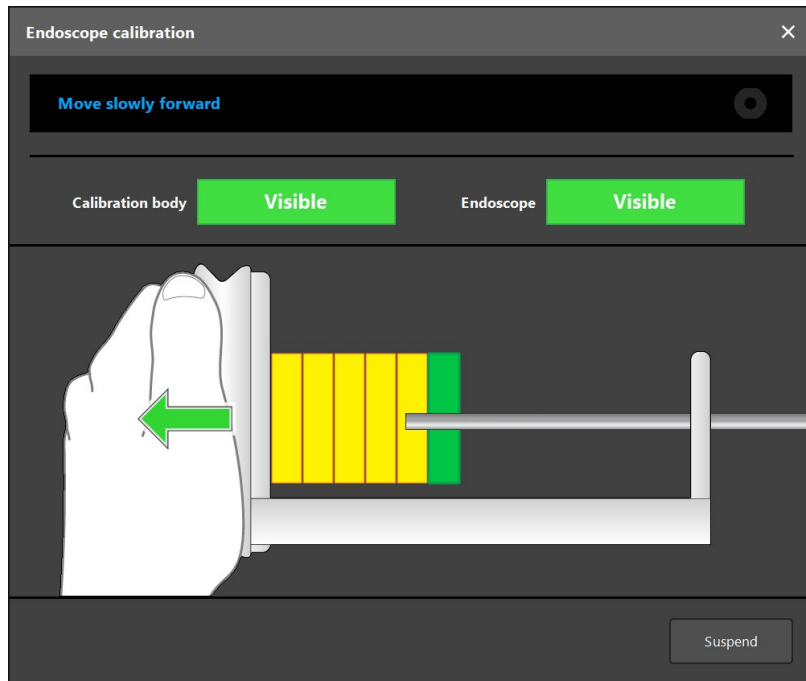 Endoscope calibration
Move slowly forward
Calibration body Visible Endoscope Visible
Suspend